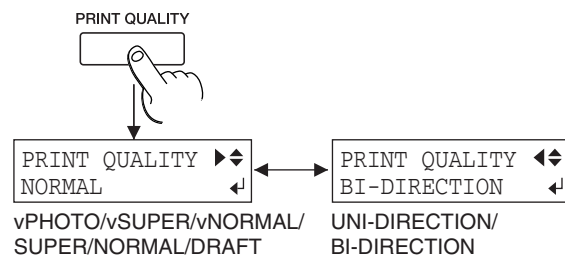 PRINT QUALITY
PRINT QUALITY
NORMAL
vPHOTO/vSUPER/vNORMAL/
SUPER/NORMAL/DRAFT
PRINT QUALITY
BI-DIRECTION
UNI-DIRECTION/
BI-DIRECTION